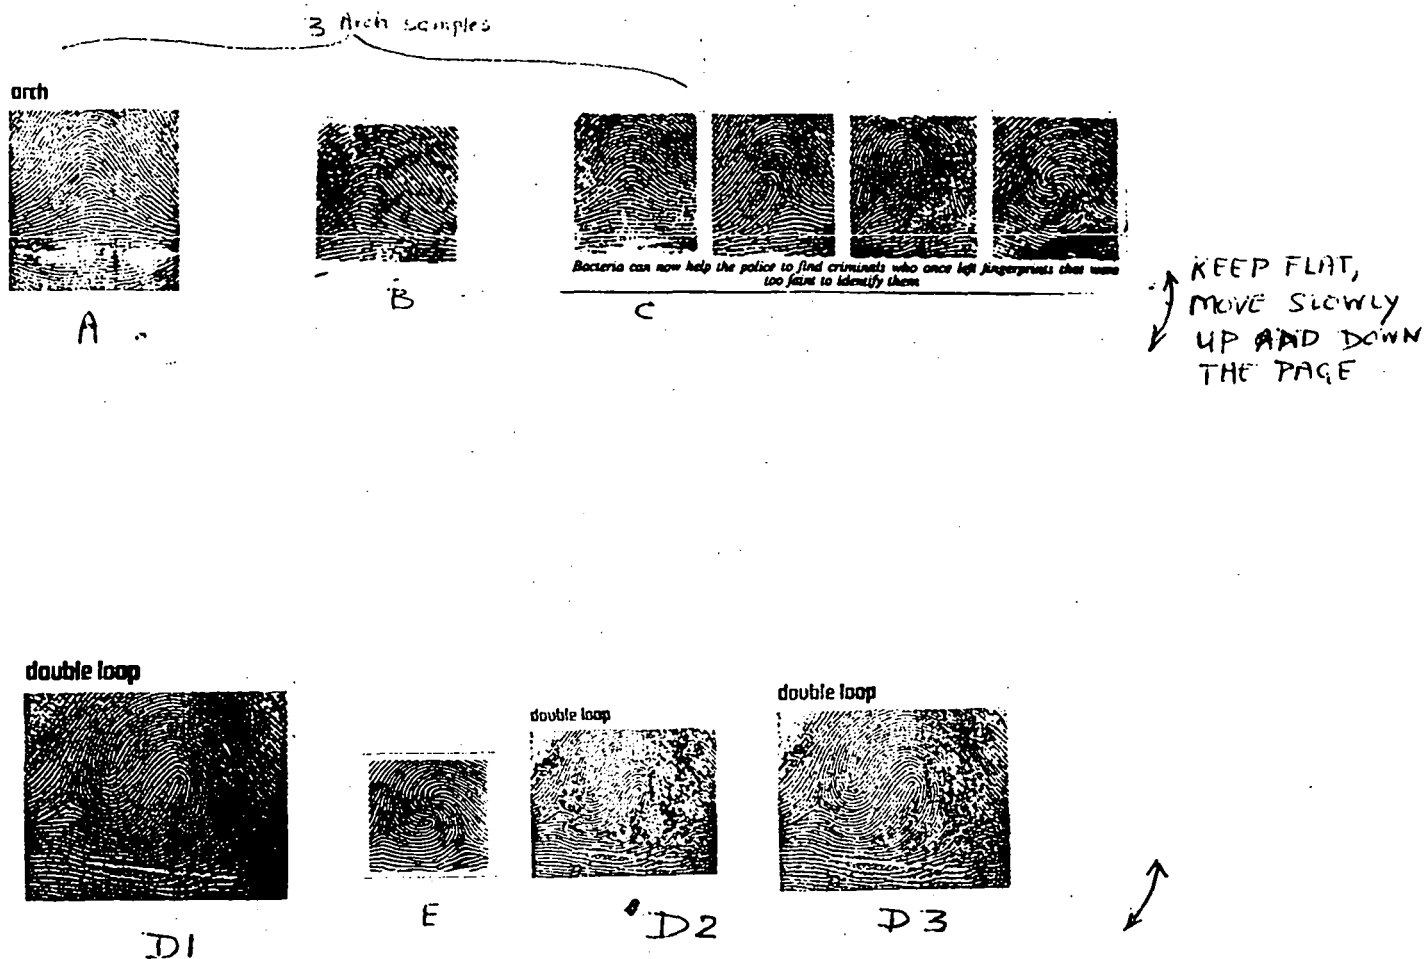 3 Arch samples
arch
Bacteria can now help the police to find criminals who once left fingerprints that were
too faint to identify them
A
B
C
KEEP FLAT,
MOVE SLOWLY
UP AND DOWN
THE PAGE
double loop
double loop
double loop
D1
E
D2
D3